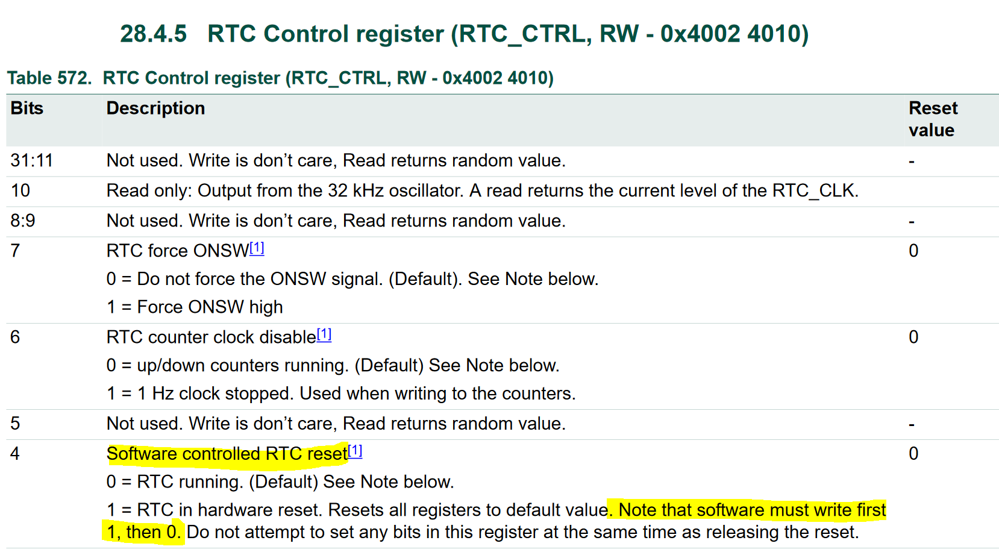 28.4.5 RTC Control register (RTC_CTRL, RW - 0x4002 4010)
Table 572. RTC Control register (RTC_CTRL, RW - 0x4002 4010)
Bits Description Reset value
31:11 Not used. Write is don’t care, Read returns random value. -
10 Read only: Output from the 32 kHz oscillator. A read returns the current level of the RTC_CLK.
8:9 Not used. Write is don’t care, Read returns random value. -
7 RTC force ONSW[1] 0
0 = Do not force the ONSW signal. (Default). See Note below.
1 = Force ONSW high
6 RTC counter clock disable[1] 0
0 = up/down counters running. (Default) See Note below.
1 = 1 Hz clock stopped. Used when writing to the counters.
5 Not used. Write is don’t care, Read returns random value. -
4 Software controlled RTC reset[1] 0
0 = RTC running. (Default) See Note below.
1 = RTC in hardware reset. Resets all registers to default value. Note that software must write first
1, then 0. Do not attempt to set any bits in this register at the same time as releasing the reset.